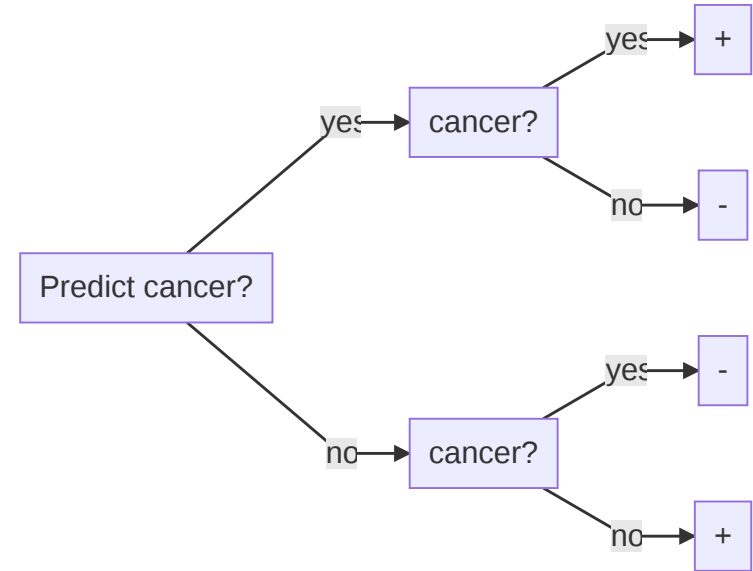 yes
+
yes
cancer?
no
-
Predict cancer?
yes
-
no
cancer?
no
+